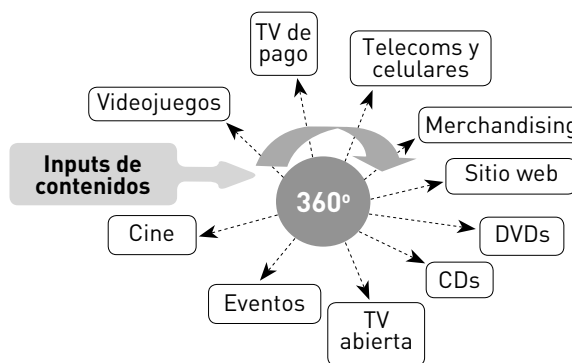 TV de
pago
Telecoms y
celulares
Videojuegos
Merchandising
Inputs de
contenidos
Sitio web
360º
Cine
DVDs
CDs
Eventos
TV
abierta